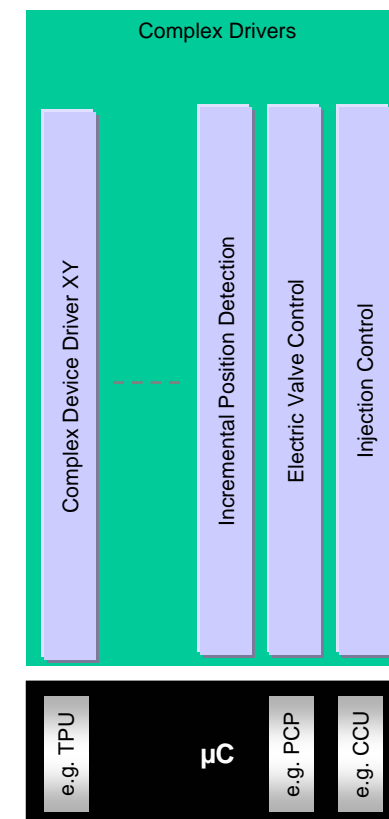 Complex Drivers
Complex Device Driver XY
Incremental Position Detection
Electric Valve Control
Injection Control
e.g. TPU
µC
e.g. PCP
e.g. CCU